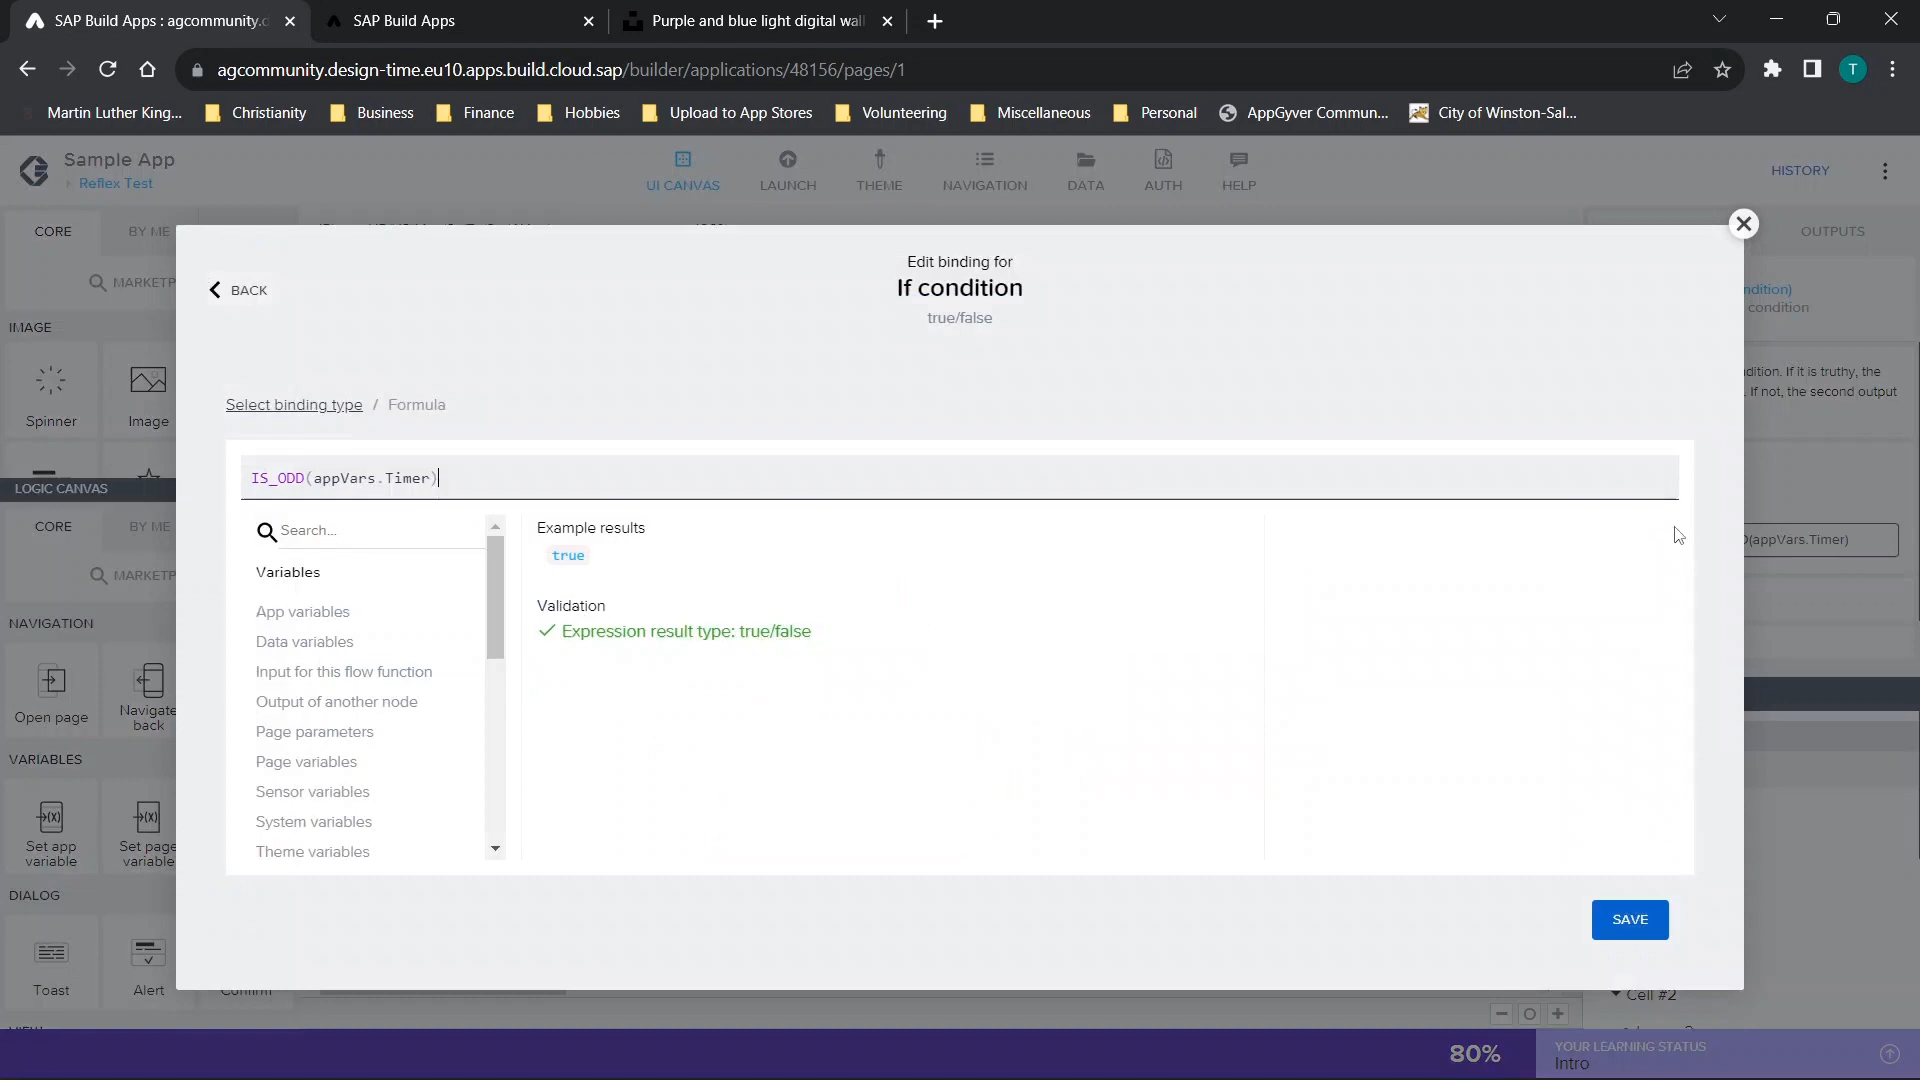 SAP Build Apps : agcommunity.d
SAP Build Apps
Purple and blue light digital wall
agcommunity.design-time.eu10.apps.build.cloud.sap/builder/applications/48156/pages/1
T
Martin Luther King...
Christianity
Business
Finance
Hobbies
Upload to App Stores
Volunteering
Miscellaneous
Personal
AppGyver Commun...
City of Winston-Sal...
Sample App
Reflex Test
UI CANVAS
LAUNCH
THEME
NAVIGATION
DATA
AUTH
HELP
HISTORY
CORE
BY ME
OUTPUTS
MARKETP
IMAGE
Spinner
Image
LOGIC CANVAS
CORE
BY ME
MARKETP
NAVIGATION
Open page
Navigate
back
VARIABLES
Set app
variable
Set page
variable
DIALOG
Toast
Alert
Confirm
Edit binding for
If condition
true/false
BACK
Select binding type / Formula
IS_ODD(appVars.Timer)
Search...
Variables
App variables
Data variables
Input for this flow function
Output of another node
Page parameters
Page variables
Sensor variables
System variables
Theme variables
Example results
true
Validation
Expression result type: true/false
SAVE
ndition)
condition
ndition. If it is truthy, the
. If not, the second output
D(appVars.Timer)
Cell #2
80%
YOUR LEARNING STATUS
Intro